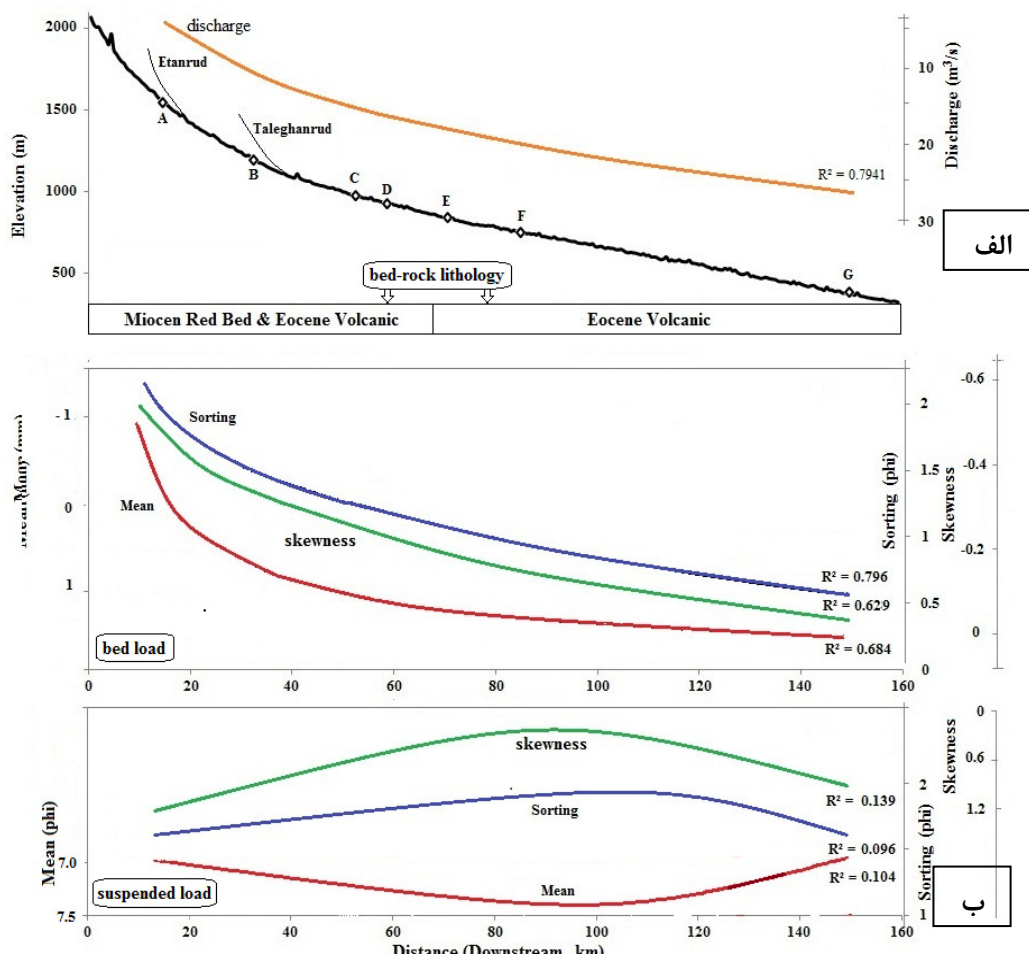 2000
1500
1000
500
Elevation (m)
discharge
Etanrud
Taleghanrud
A
B
C
D
E
F
G
R² = 0.7941
10
20
30
Discharge (m³/s)
الف
bed-rock lithology
Miocen Red Bed & Eocene Volcanic
Eocene Volcanic
-1
0
1
Sorting
Mean
skewness
R² = 0.796
R² = 0.629
R² = 0.684
bed load
2
1.5
1
0.5
0
Sorting (phi)
Skewness
-0.6
-0.4
-0.2
0
0
20
40
60
80
100
120
140
160
Mean (phi)
7.0
7.5
skewness
Sorting
Mean
R² = 0.139
R² = 0.096
R² = 0.104
suspended load
2
1
Sorting (phi)
Skewness
0
0.6
1.2
ب
0
20
40
60
80
100
120
140
160
Distance (Downstream, km)